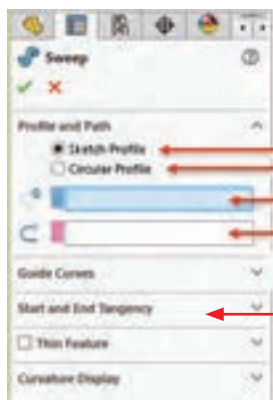 Sweep
Profile and Path
Sketch Profile
Circular Profile
Guide Curves
Start and End Tangency
Thin Feature
Curvature Display